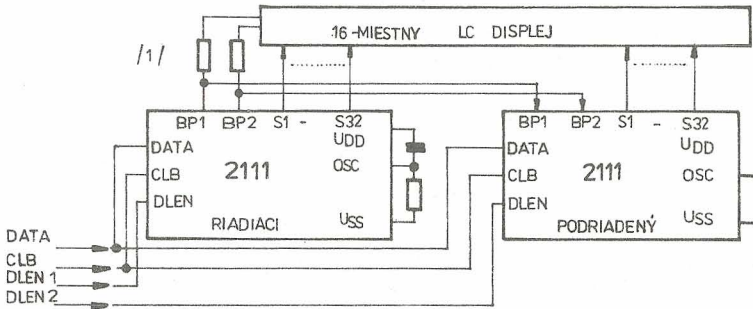 16-MIESTNY LC DISPLEJ
/1/
BP1 BP2 S1 - S32
DATA
CLB
DLEN
2111
UDD
OSC
USS
RIADIACI
BP1 BP2 S1 - S32
DATA
CLB
DLEN
2111
UDD
OSC
USS
PODRIADENÝ
DATA
CLB
DLEN 1
DLEN 2